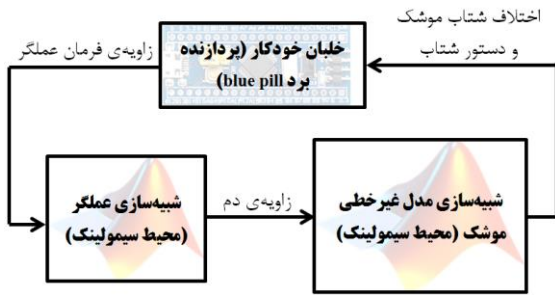 اختلاف شتاب موشک
و دستور شتاب
خلبان خودکار (پردازنده
برد blue pill)
زاویه‌ی فرمان عملگر
شبیه‌سازی عملگر
(محیط سیمولینک)
زاویه‌ی دم
شبیه‌سازی مدل غیرخطی
موشک (محیط سیمولینک)